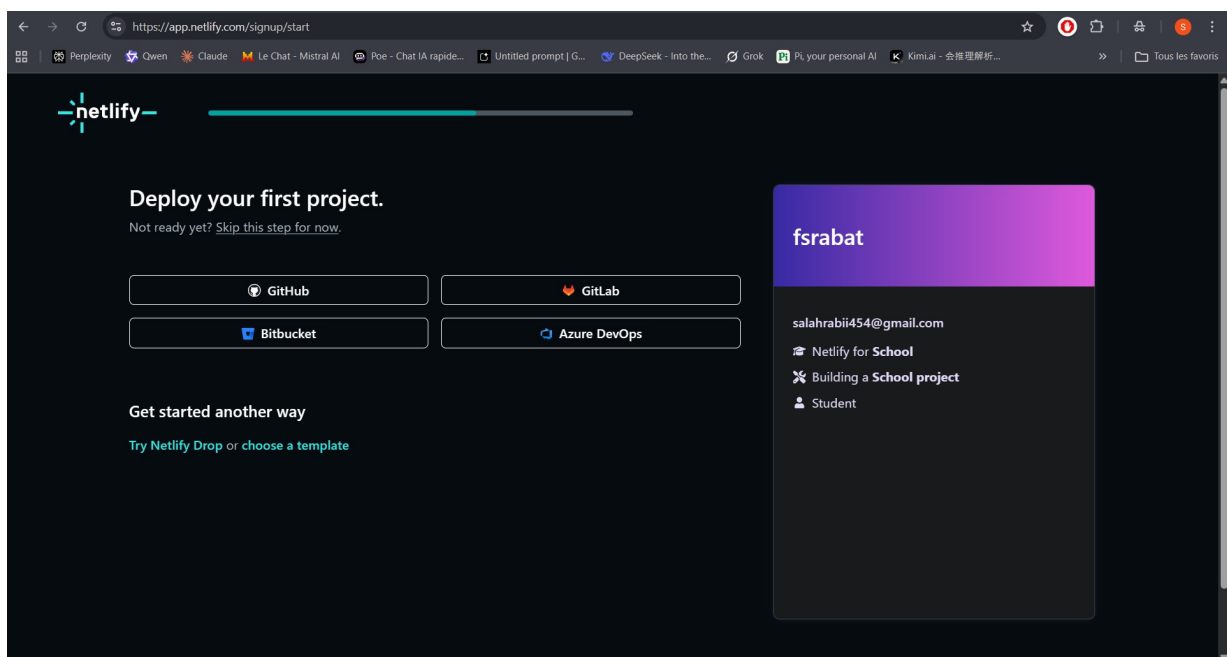 https://app.netlify.com/signup/start
S
Perplexity Qwen Claude Le Chat - Mistral AI Poe - Chat IA rapide... Untitled prompt | G... DeepSeek - Into the... Grok Pi, your personal AI Kimi.ai - 会推理解析... » Tous les favoris
netlify
Deploy your first project.
Not ready yet? Skip this step for now.
GitHub GitLab
Bitbucket Azure DevOps
Get started another way
Try Netlify Drop or choose a template
fsrabat
salahrabii454@gmail.com
Netlify for School
Building a School project
Student